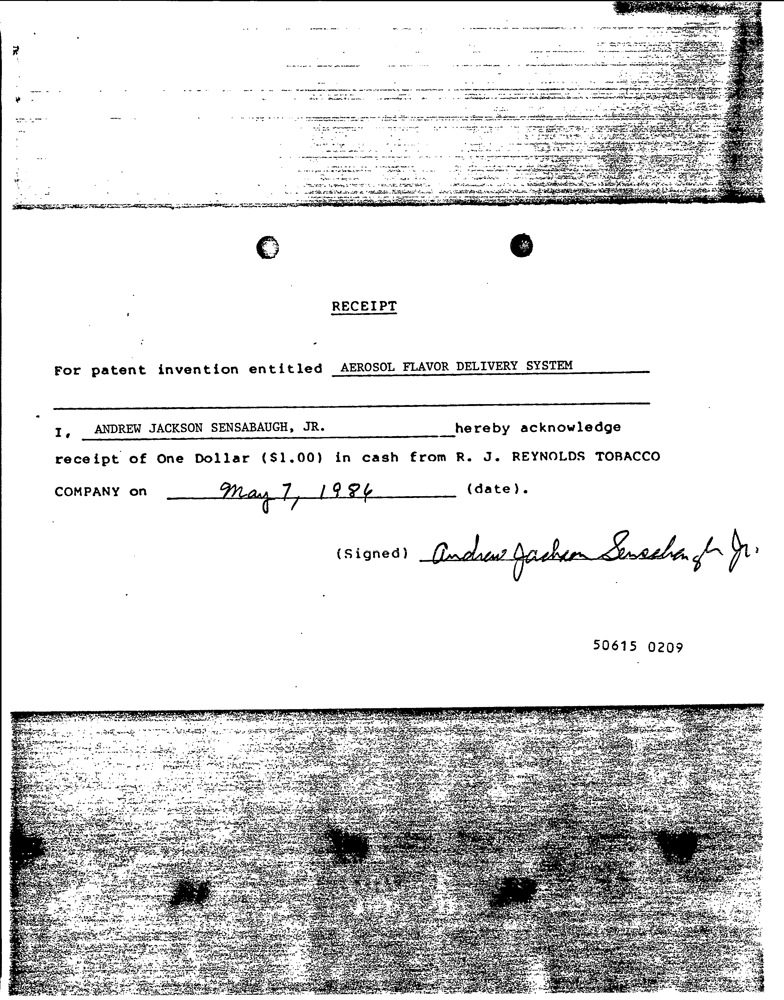 RECEIPT
For patent invention entitled AEROSOL FLAVOR DELIVERY SYSTEM
I, ANDREW JACKSON SENSABAUGH, JR. hereby acknowledge
receipt of One Dollar ($1.00) in cash from R. J. REYNOLDS TOBACCO
COMPANY on May 7, 1986 (date).
(Signed) Andrew Jackson Sensabaugh Jr.
50615 0209